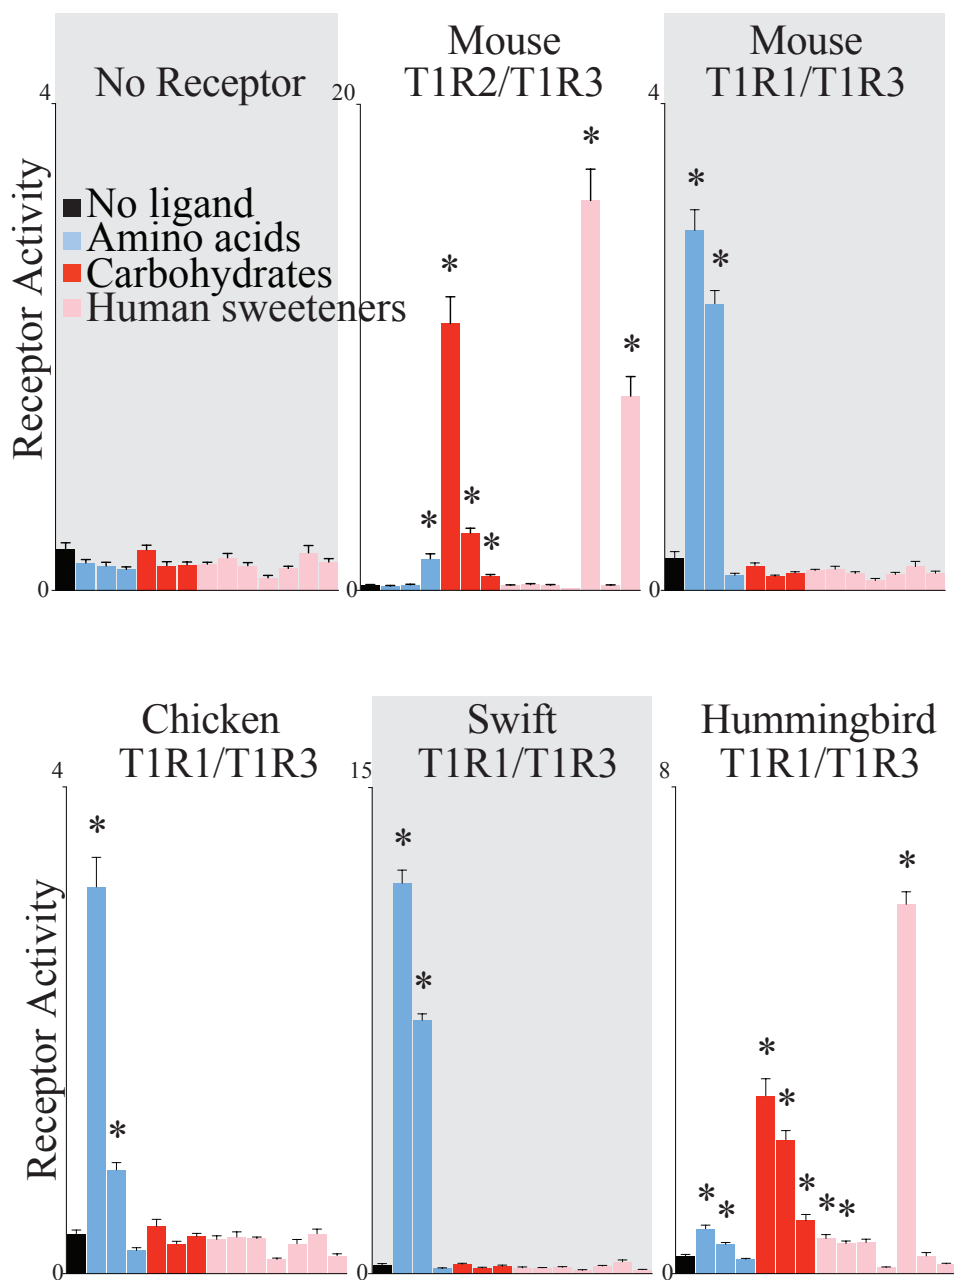 No Receptor
Mouse
T1R2/T1R3
Mouse
T1R1/T1R3
4
20
4
Receptor Activity
No ligand
Amino acids
Carbohydrates
Human sweeteners
*
*
*
*
*
*
*
*
0
0
0
Chicken
T1R1/T1R3
Swift
T1R1/T1R3
Hummingbird
T1R1/T1R3
4
15
8
Receptor Activity
*
*
*
*
*
*
*
*
*
*
*
*
0
0
0